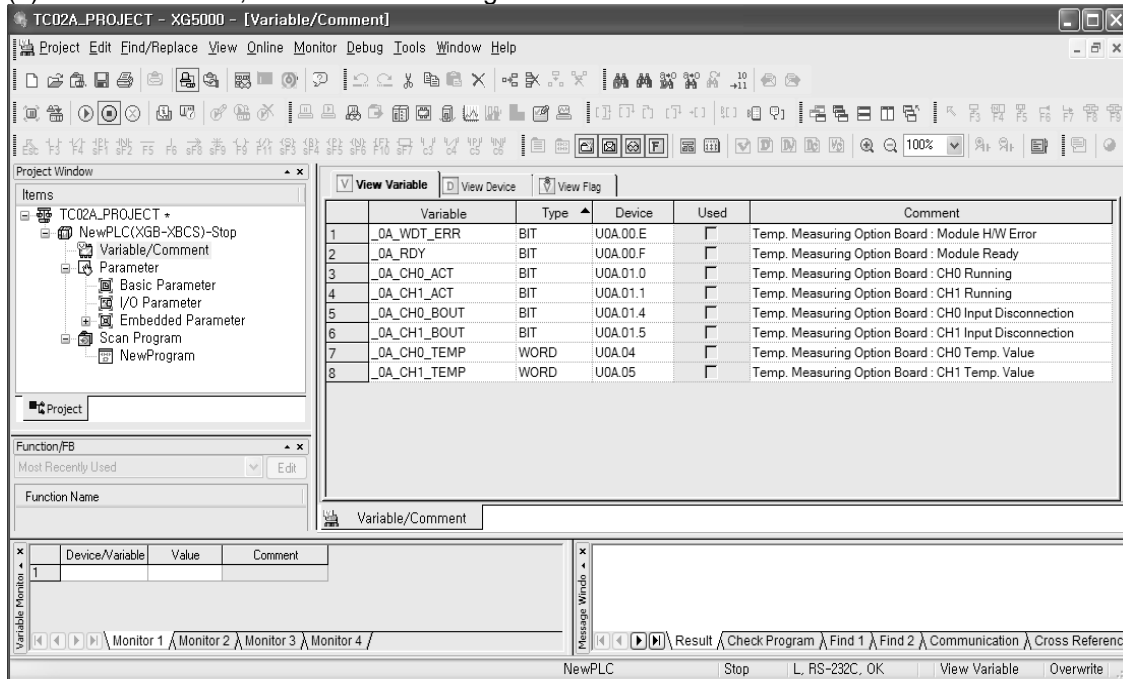 TC02A_PROJECT - XG5000 - [Variable/Comment]
Project Edit Find/Replace View Online Monitor Debug Tools Window Help
100%
Project Window
Items
TC02A_PROJECT *
NewPLC(XGB-XBCS)-Stop
Variable/Comment
Parameter
Basic Parameter
I/O Parameter
Embedded Parameter
Scan Program
NewProgram
Project
Function/FB
Most Recently Used Edit
Function Name
V View Variable D View Device View Flag
Variable Type Device Used Comment
1 _0A_WDT_ERR BIT U0A.00.E Temp. Measuring Option Board : Module H/W Error
2 _0A_RDY BIT U0A.00.F Temp. Measuring Option Board : Module Ready
3 _0A_CH0_ACT BIT U0A.01.0 Temp. Measuring Option Board : CH0 Running
4 _0A_CH1_ACT BIT U0A.01.1 Temp. Measuring Option Board : CH1 Running
5 _0A_CH0_BOUT BIT U0A.01.4 Temp. Measuring Option Board : CH0 Input Disconnection
6 _0A_CH1_BOUT BIT U0A.01.5 Temp. Measuring Option Board : CH1 Input Disconnection
7 _0A_CH0_TEMP WORD U0A.04 Temp. Measuring Option Board : CH0 Temp. Value
8 _0A_CH1_TEMP WORD U0A.05 Temp. Measuring Option Board : CH1 Temp. Value
Variable/Comment
Variable Monitor
Device/Variable Value Comment
1
Monitor 1 Monitor 2 Monitor 3 Monitor 4
Message Windo
Result Check Program Find 1 Find 2 Communication Cross Referenc
NewPLC Stop L, RS-232C, OK View Variable Overwrite